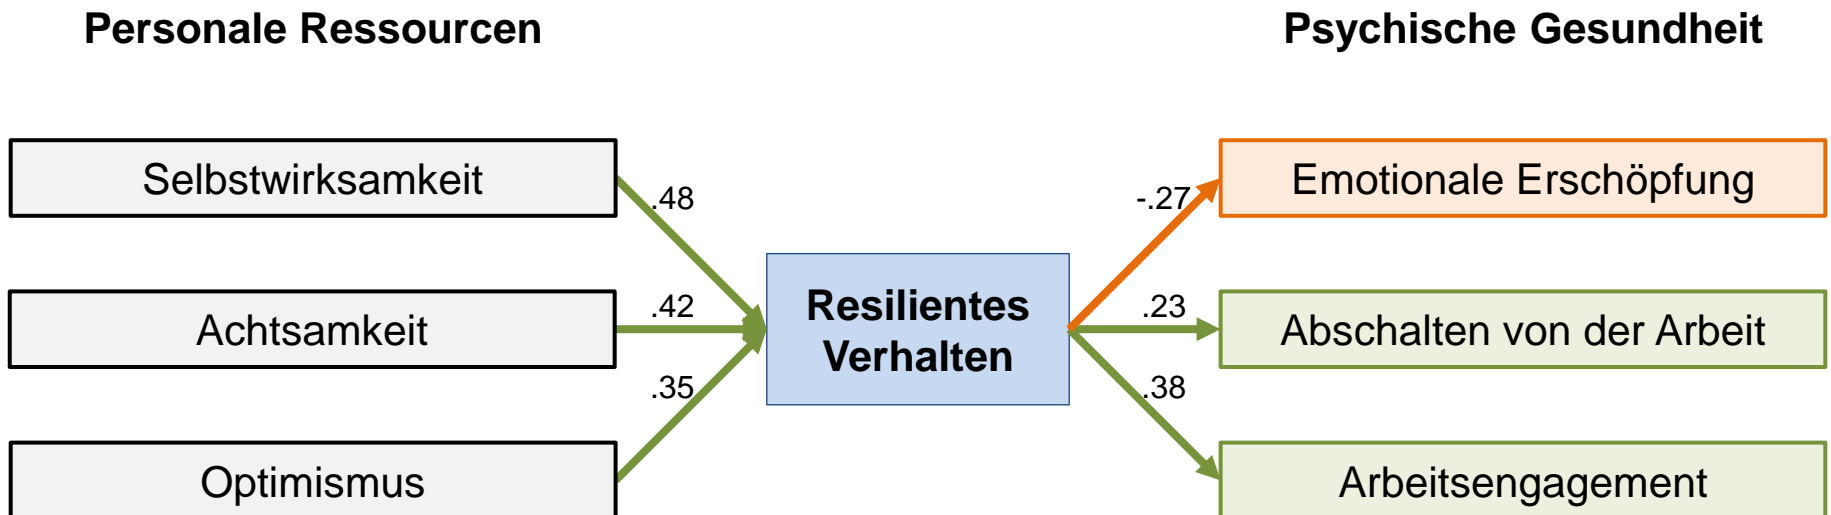 Personale Ressourcen
Psychische Gesundheit
Selbstwirksamkeit
.48
-.27
Emotionale Erschöpfung
Achtsamkeit
.42
Resilientes
Verhalten
.23
Abschalten von der Arbeit
.35
.38
Optimismus
Arbeitsengagement